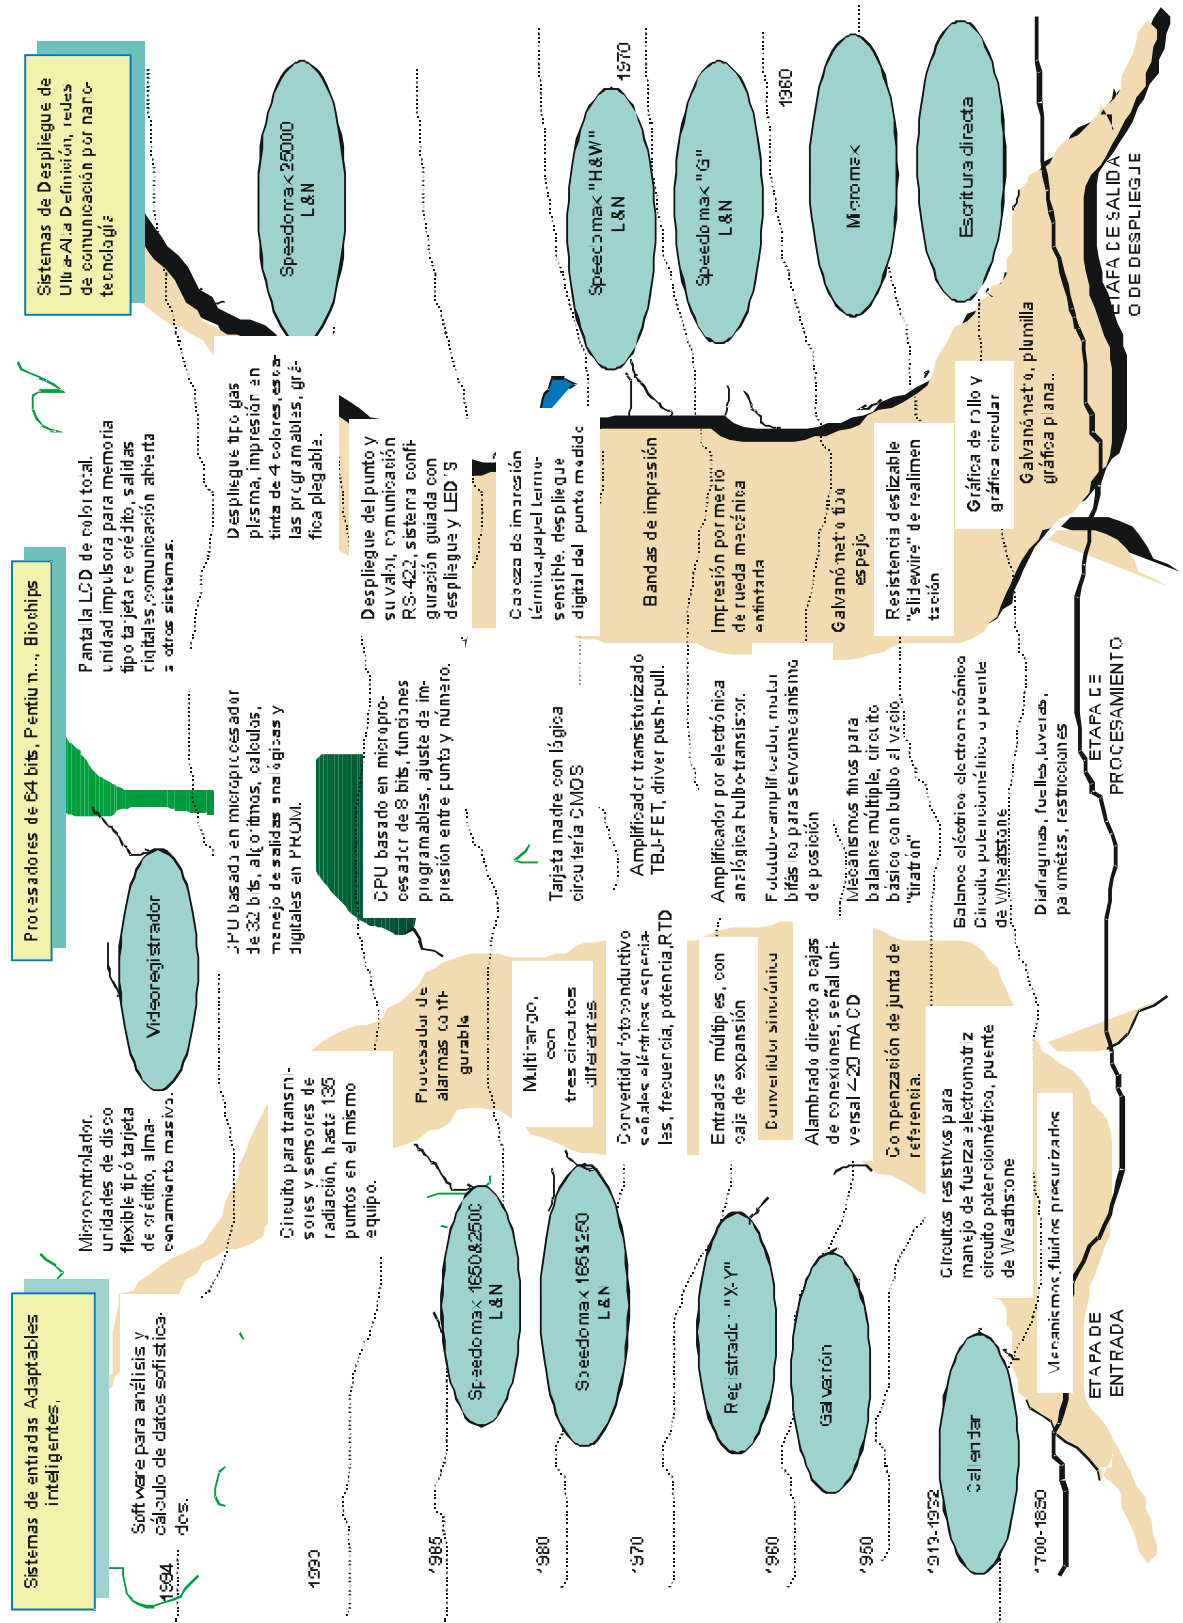 Sistemas de entradas Adaptables
inteligentes,
Procesadores de 64 bits, Pentium..., Biochips
Sistemas de Despliegue de
Ultra-Alta Definición, redes
de comunicación por nano-
tecnología
Software para análisis y
cálculo de datos sofistica-
dos.
Microcontrolador,
unidades de disco
flexible tipo tarjeta
de crédito, alma-
cenamiento masivo.
Videoregistrador
Pantalla LCD de color total.
unidad impulsora para memoria
tipo tarjeta de crédito, salidas
digitales,comunicación abierta
a otros sistemas.
1994
Circuito para transmi-
sores y sensores de
radiación, hasta 135
puntos en el mismo
equipo.
CPU basada en microprocesador
de 32 bits, algoritmos, calculos,
manejo de salidas analógicas y
digitales en PROM.
Despliegue tipo gas
plasma, impresión en
tinta de 4 colores,esca-
las programables, grá-
fica plegable.
Speedomax 25000
L&N
1990
Procesador de
alarmas confi-
gurable
CPU basado en micropro-
cesador de 8 bits, funciones
programables, ajuste de im-
presión entre punto y número.
Despliegue del punto y
su valor, comunicación
RS-422, sistema confi-
guración guiada con
despliegue y LED'S
1985
Speedomax 1650&2500
L&N
Multirango,
con
tres circuitos
diferentes
Tarjeta madre con lógica
circuitería CMOS
Cabeza de impresión
térmica,papel termo-
sensible, despliegue
digital del punto medido
1980
Speedomax 165&250
L&N
Convertidor fotoconductivo
señales eléctricas especia-
les, frecuencia, potencia,RTD
Amplificador transistorizado
TBJ-FET, driver push-pull.
Bandas de impresión
Speedomax "H&W"
L&N
1970
1970
Registrador "X-Y"
Entradas múltiples, con
caja de expansión
Amplificador por electrónica
analógica bulbo-transistor.
Impresión por medio
de rueda mecánica
entintada
Speedomax "G"
L&N
1960
Convertidor sincrónico
Fototubo-amplificador, motor
bifásico para servomecanismo
de posición
1960
Galvatrón
Alambrado directo a cajas
de conexiones, señal uni-
versal 4-20 mA CD
Mecanismos finos para
balance múltiple, circuito
básico con bulbo al vacío,
"tiratrón"
Galvanómetro tipo
espejo
Micromax
1950
Compenzación de junta de
referencia.
Resistencia deslizable
"slidewire" de realimen
tación
Escritura directa
1913-1932
Callendar
Circuitos resistivos para
manejo de fuerza electromotriz
circuito potenciométrico, puente
de Weathstone
Balance eléctrico-electromecánico
Circuito potenciométrico o puente
de Wheatstone
Gráfica de rollo y
gráfica circular
1700-1890
Mecanismos,fluidos presurizados
Diafragmas, fuelles,toveras,
palometas, restricciones
Galvanómetro, plumilla
gráfica plana..
ETAPA DE
ENTRADA
ETAPA DE
PROCESAMIENTO
ETAPA DE SALIDA
O DE DESPLIEGUE